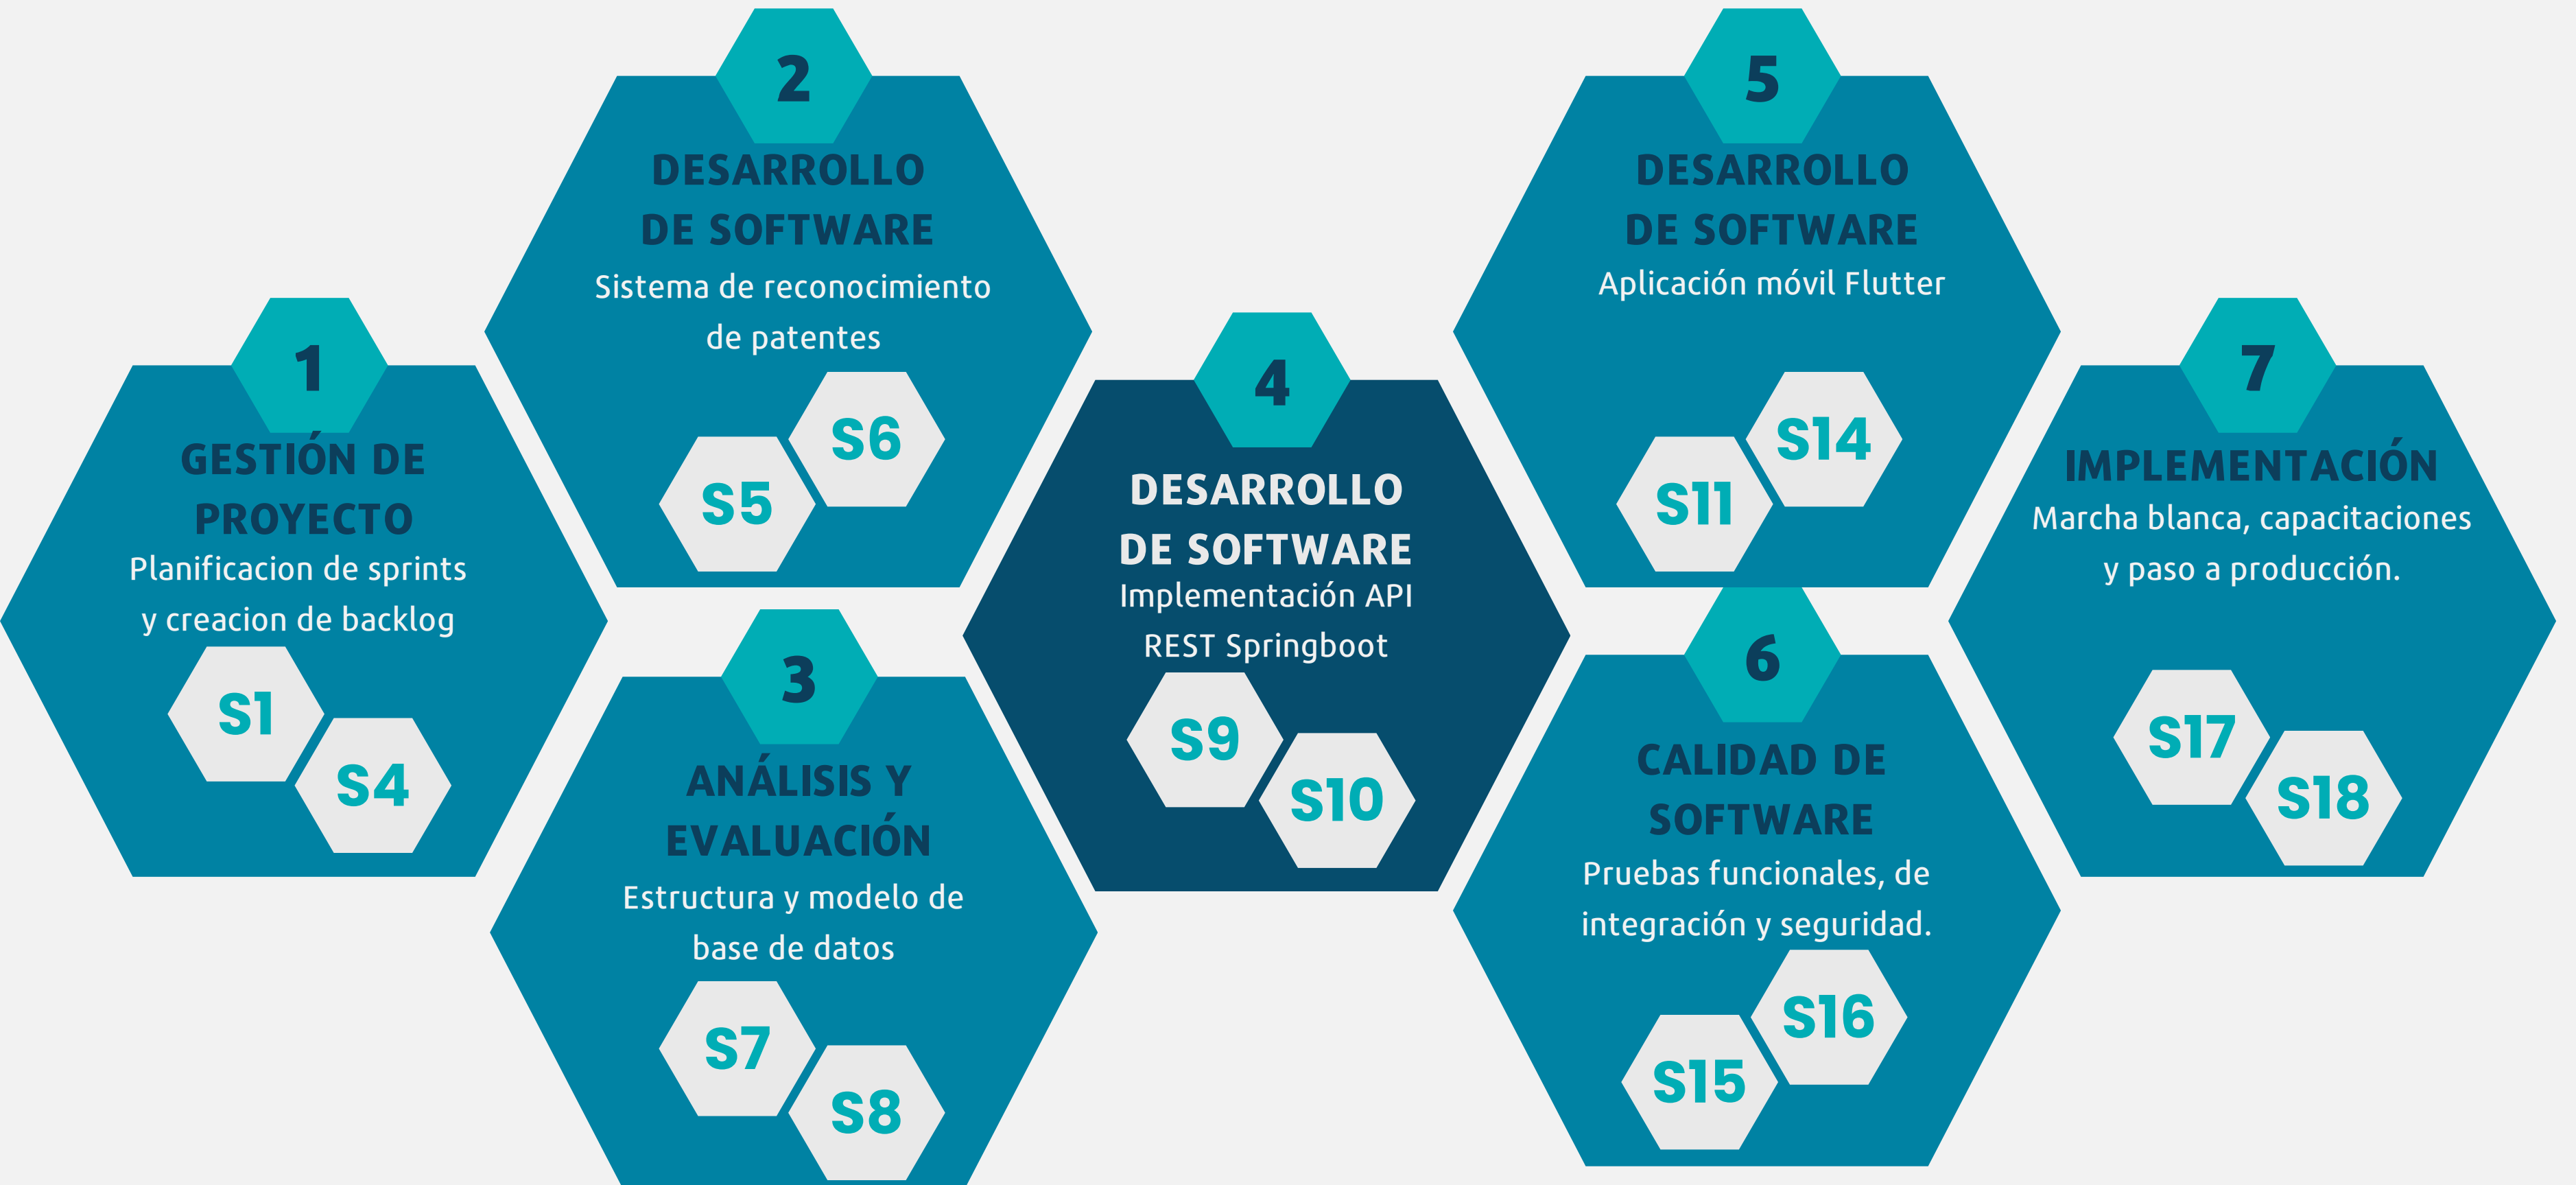 1
GESTIÓN DE
PROYECTO
Planificacion de sprints
y creacion de backlog
S1
S4
2
DESARROLLO
DE SOFTWARE
Sistema de reconocimiento
de patentes
S5
S6
3
ANÁLISIS Y
EVALUACIÓN
Estructura y modelo de
base de datos
S7
S8
4
DESARROLLO
DE SOFTWARE
Implementación API
REST Springboot
S9
S10
5
DESARROLLO
DE SOFTWARE
Aplicación móvil Flutter
S11
S14
6
CALIDAD DE
SOFTWARE
Pruebas funcionales, de
integración y seguridad.
S15
S16
7
IMPLEMENTACIÓN
Marcha blanca, capacitaciones
y paso a producción.
S17
S18